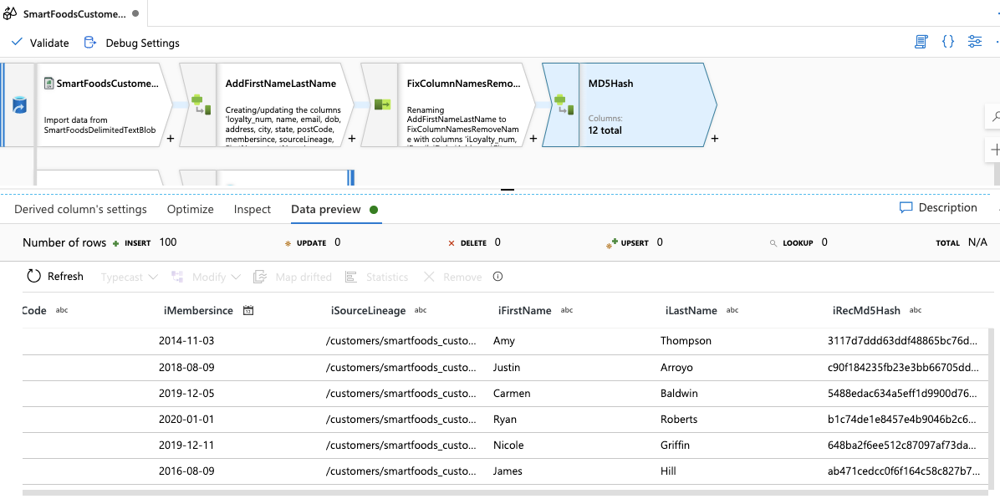 SmartFoodsCustome...
Validate
Debug Settings
SmartFoodsCustome...
Import data from
SmartFoodsDelimitedTextBlob
+
AddFirstNameLastName
Creating/updating the columns
'loyalty_num, name, email, dob,
address, city, state, postCode,
membersince, sourceLineage,
+
FixColumnNamesRemo...
Renaming
AddFirstNameLastName to
FixColumnNamesRemoveNam
e with columns 'iLoyalty_num,
+
MD5Hash
Columns:
12 total
+
Derived column's settings
Optimize
Inspect
Data preview
Description
Number of rows
INSERT 100
UPDATE 0
DELETE 0
UPSERT 0
LOOKUP 0
TOTAL N/A
Refresh
Typecast
Modify
Map drifted
Statistics
Remove
Code abc iMembersince 12 iSourceLineage abc iFirstName abc iLastName abc iRecMd5Hash abc
2014-11-03 /customers/smartfoods_custo... Amy Thompson 3117d7ddd63ddf48865bc76d...
2018-08-09 /customers/smartfoods_custo... Justin Arroyo c90f184235fb23e3bb66705dd...
2019-12-05 /customers/smartfoods_custo... Carmen Baldwin 5488edac634a5eff1d9900d76...
2020-01-01 /customers/smartfoods_custo... Ryan Roberts b1c74de1e8457e4b9046b2c6...
2019-12-11 /customers/smartfoods_custo... Nicole Griffin 648ba2f6ee512c87097af73da...
2016-08-09 /customers/smartfoods_custo... James Hill ab471cedcc0f6f164c58c827b7...